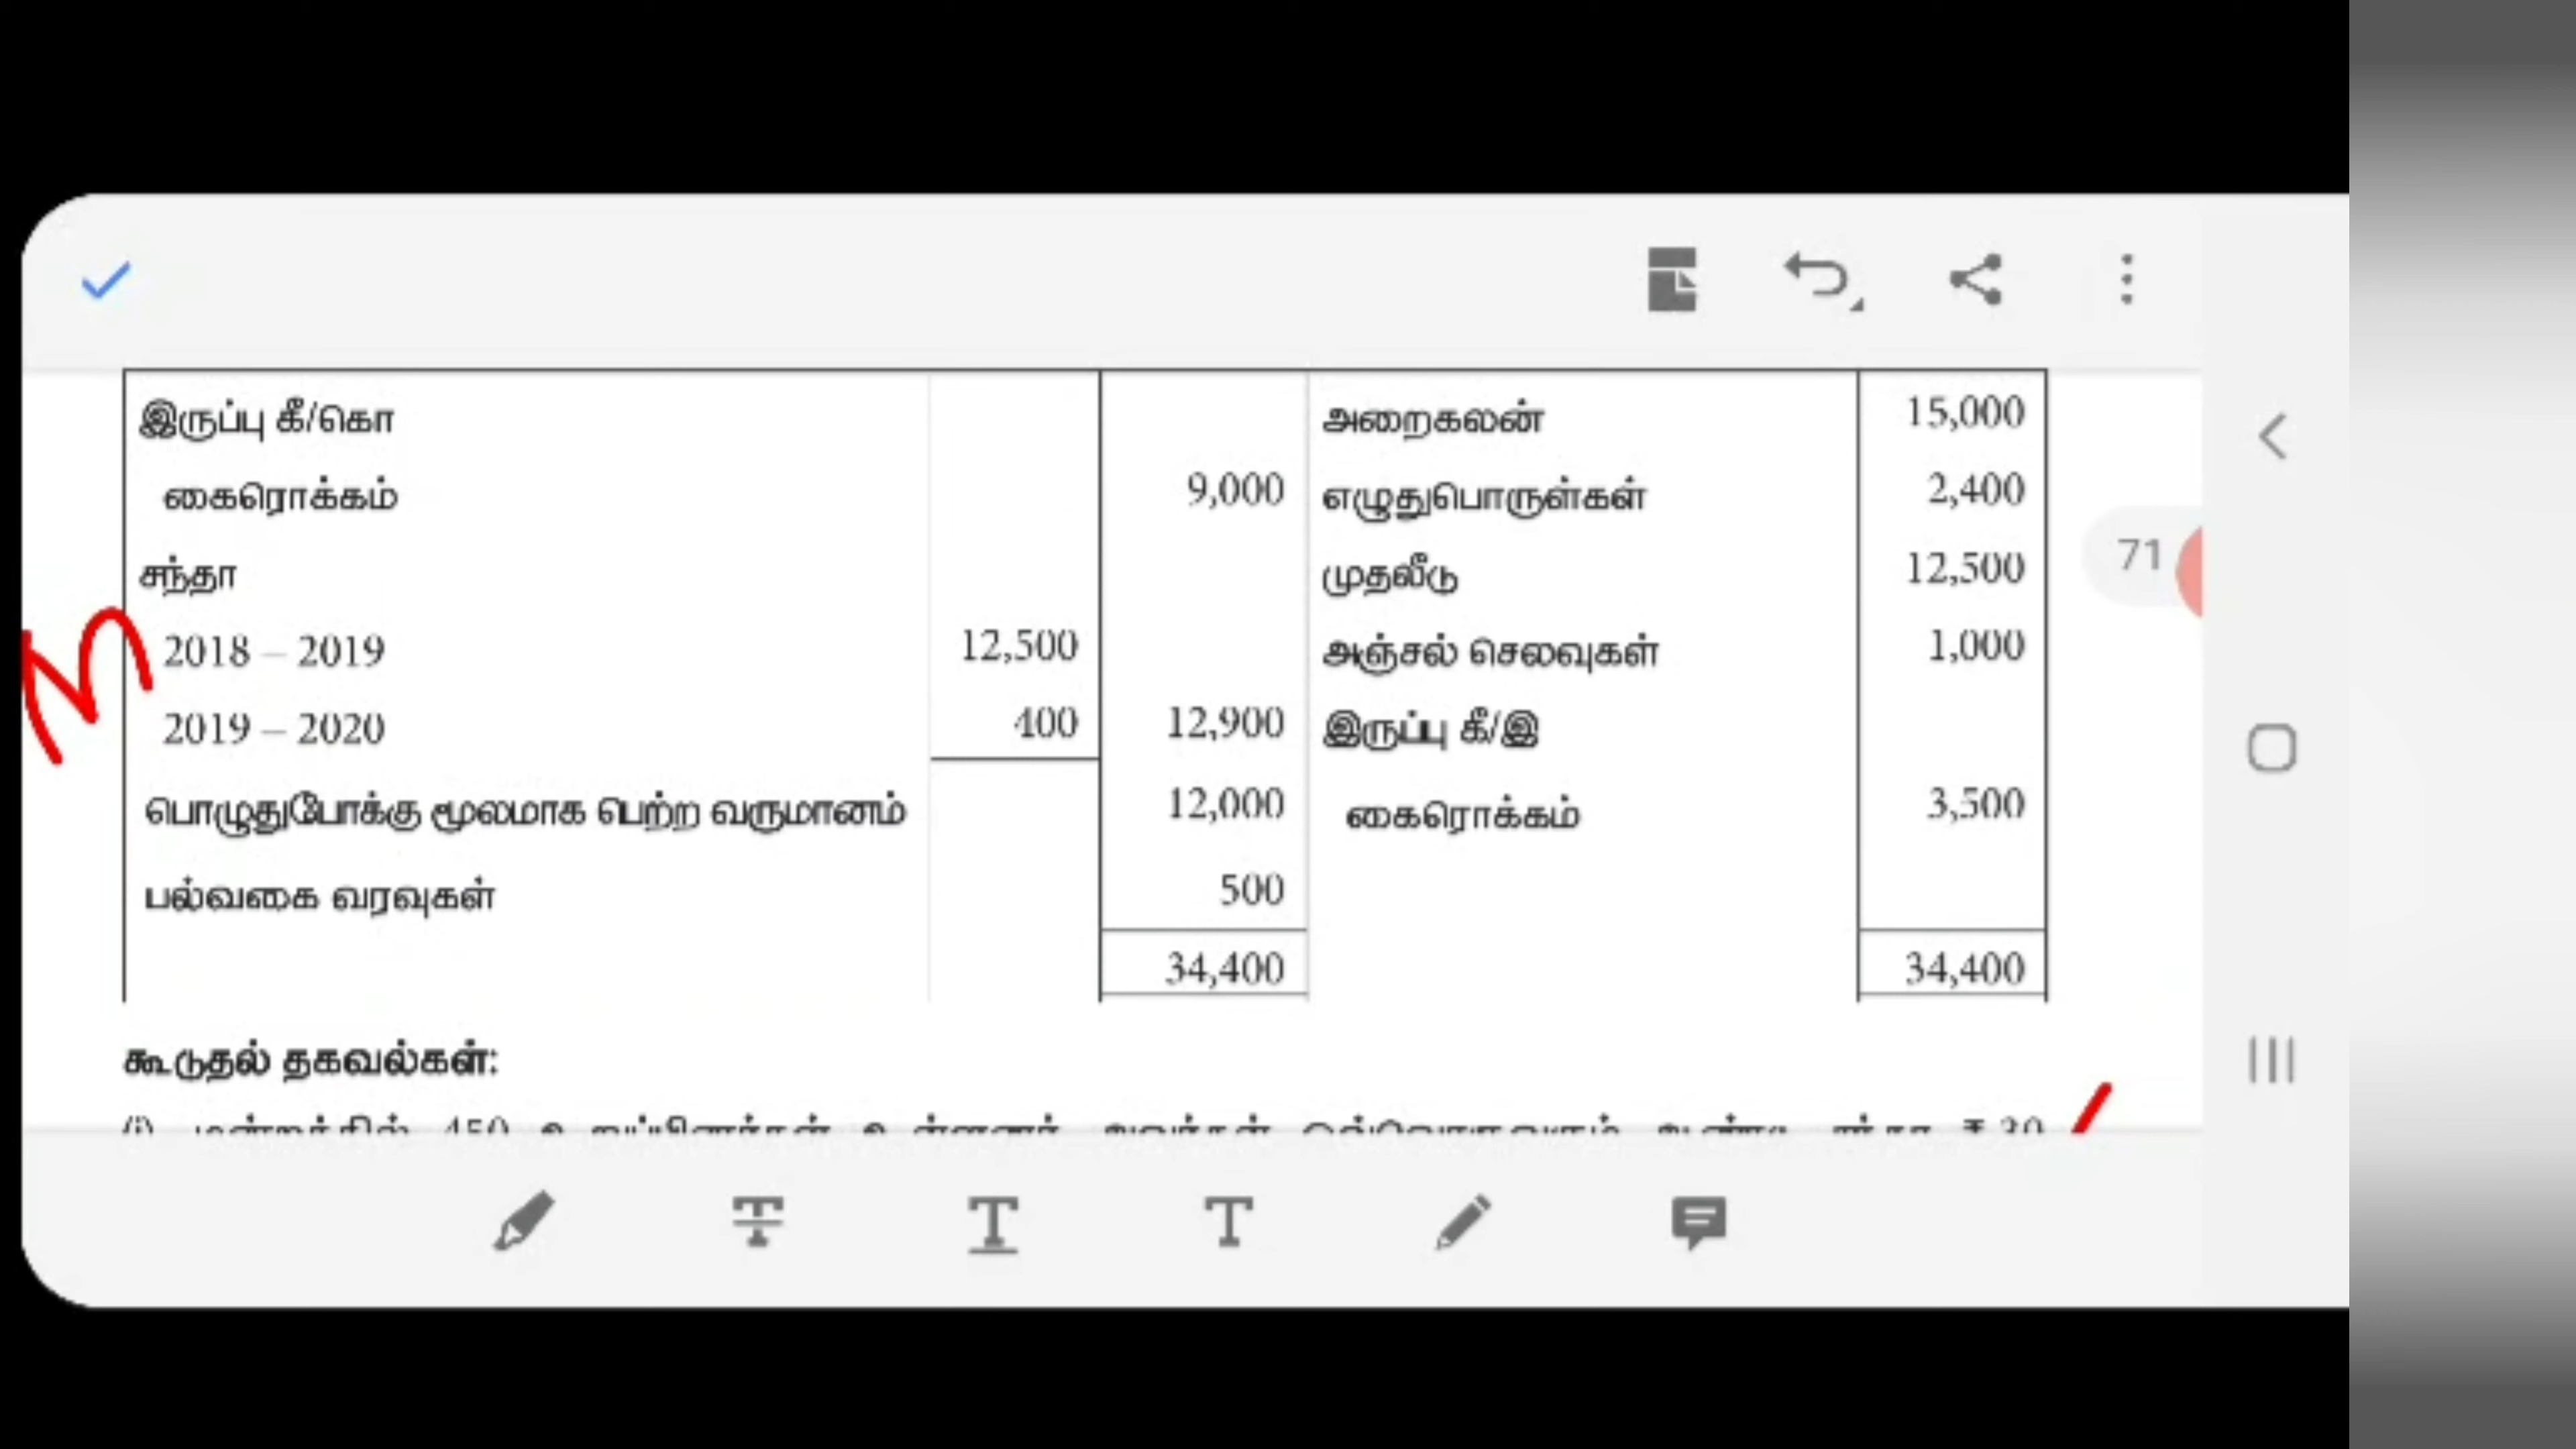 இருப்பு கீ/கொ அறைகலன் 15,000
கைரொக்கம் 9,000 எழுதுபொருள்கள் 2,400
சந்தா முதலீடு 12,500
2018 – 2019 12,500 அஞ்சல் செலவுகள் 1,000
2019 – 2020 400 12,900 இருப்பு கீ/இ
பொழுதுபோக்கு மூலமாக பெற்ற வருமானம் 12,000 கைரொக்கம் 3,500
பல்வகை வரவுகள் 500
34,400 34,400
கூடுதல் தகவல்கள்:
71